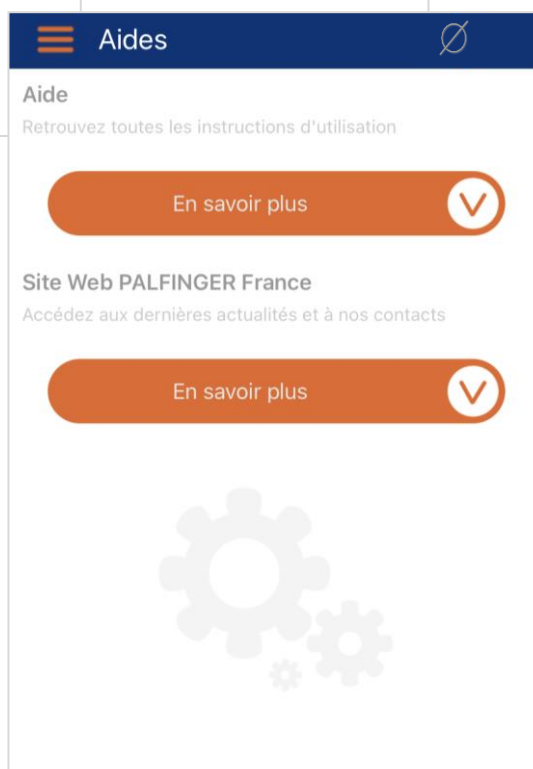 Aides
Aide
Retrouvez toutes les instructions d'utilisation
En savoir plus
Site Web PALFINGER France
Accédez aux dernières actualités et à nos contacts
En savoir plus